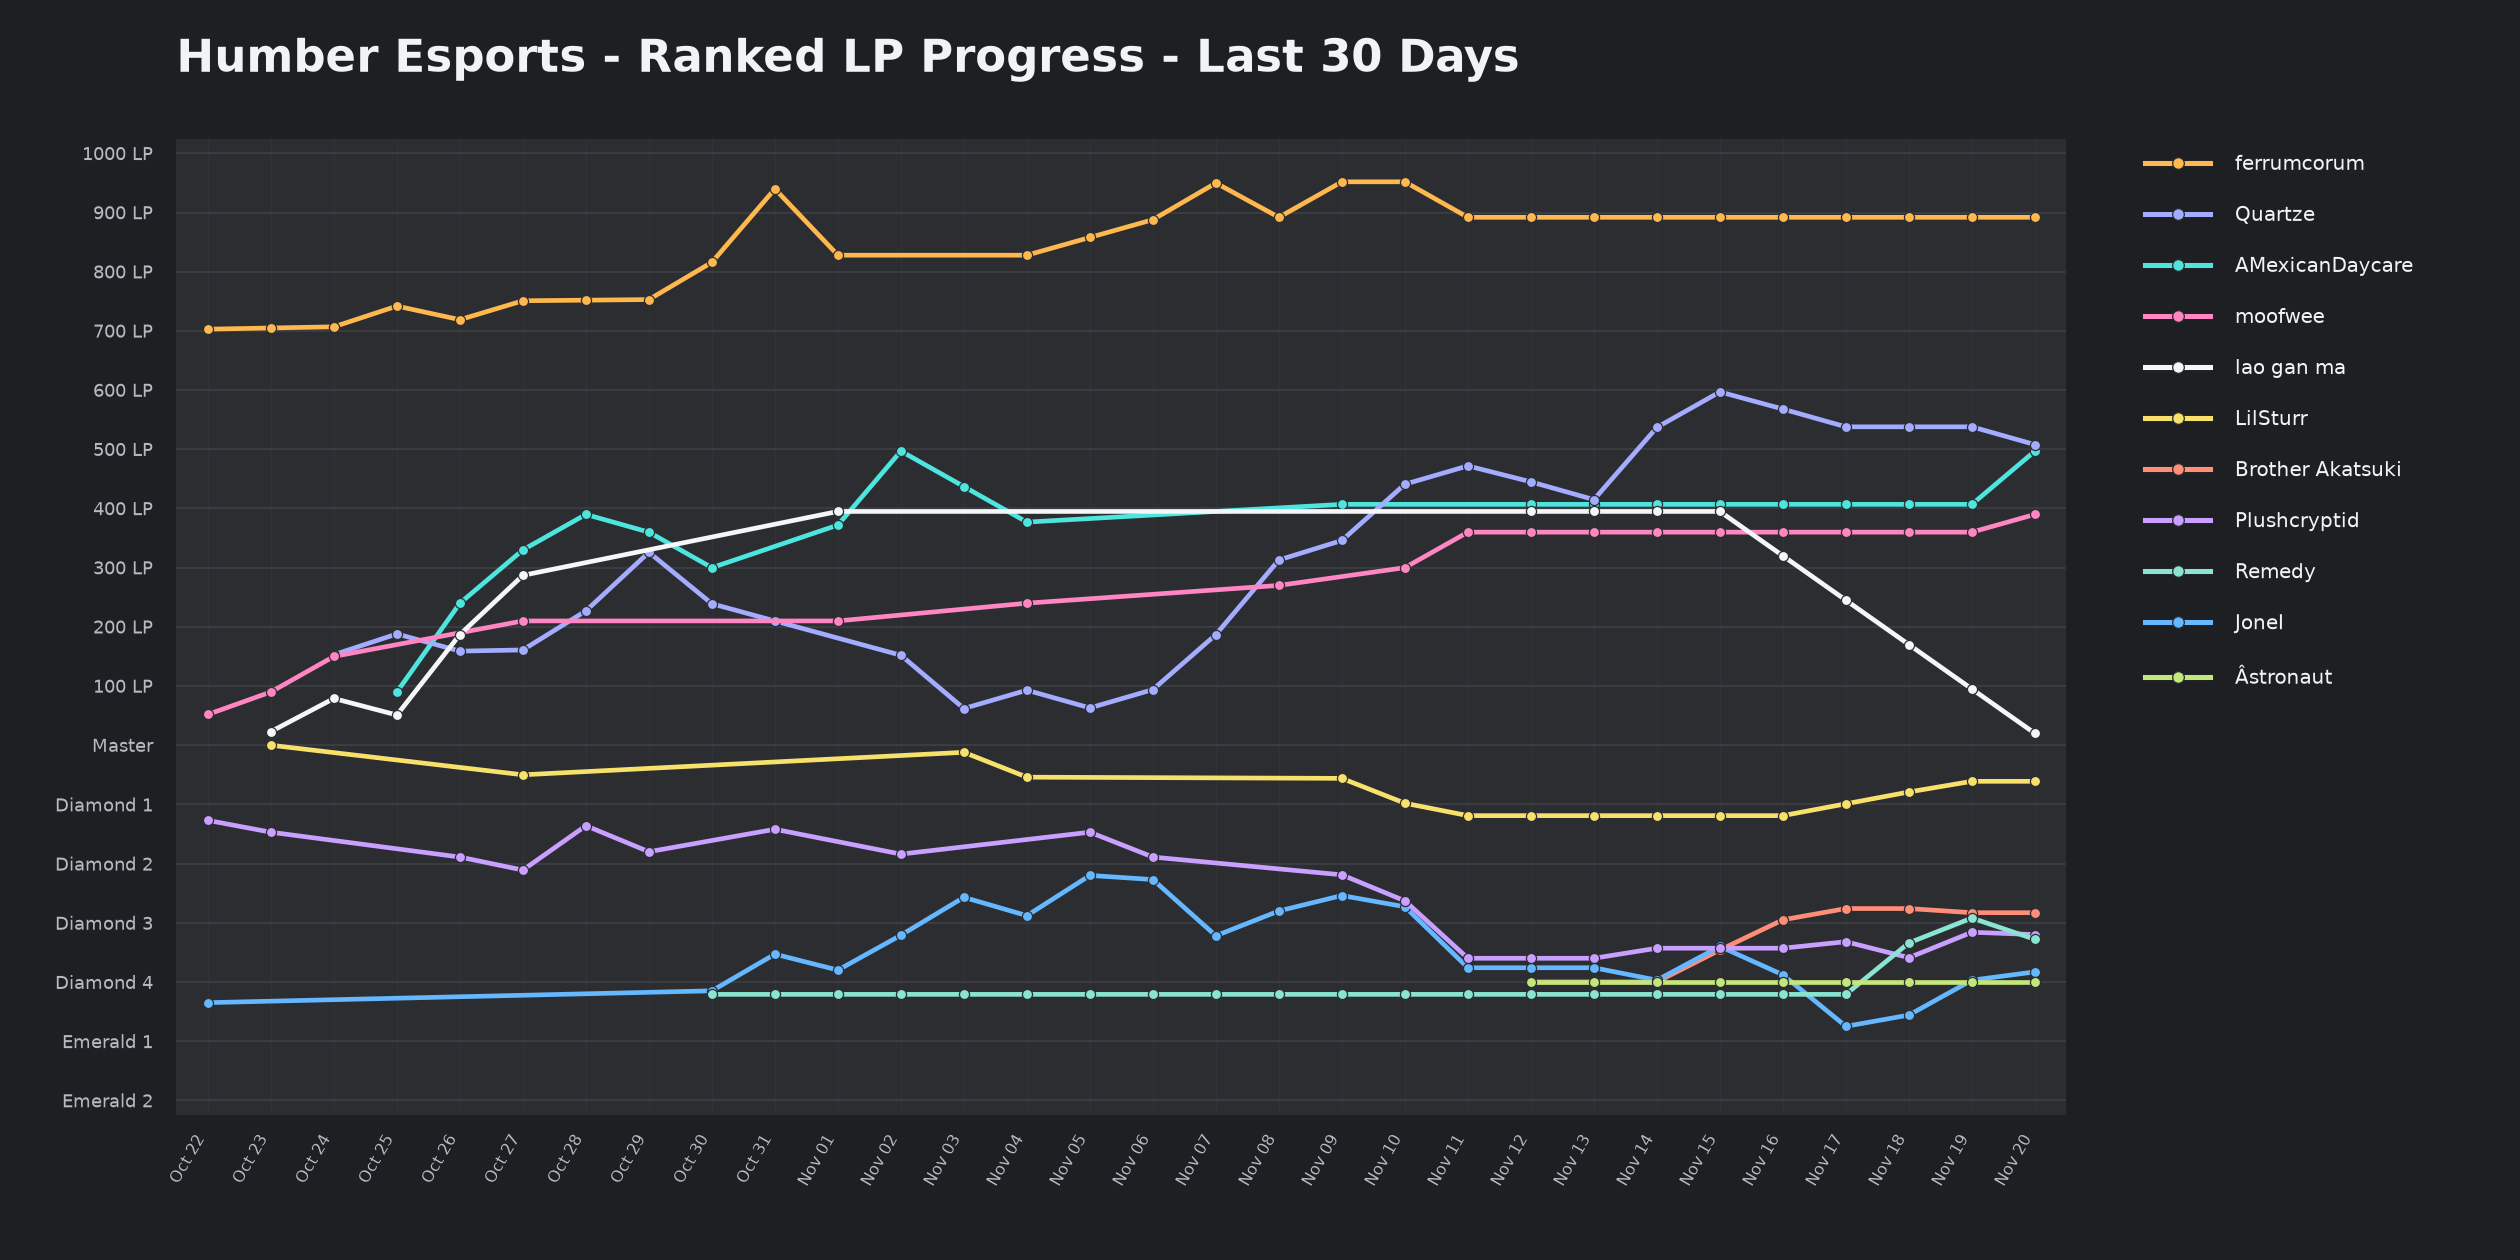 Humber Esports - Ranked LP Progress - Last 30 Days
1000 LP
900 LP
800 LP
700 LP
600 LP
500 LP
400 LP
300 LP
200 LP
100 LP
Master
Diamond 1
Diamond 2
Diamond 3
Diamond 4
Emerald 1
Emerald 2
Oct 22
Oct 23
Oct 24
Oct 25
Oct 26
Oct 27
Oct 28
Oct 29
Oct 30
Oct 31
Nov 01
Nov 02
Nov 03
Nov 04
Nov 05
Nov 06
Nov 07
Nov 08
Nov 09
Nov 10
Nov 11
Nov 12
Nov 13
Nov 14
Nov 15
Nov 16
Nov 17
Nov 18
Nov 19
Nov 20
ferrumcorum
Quartze
AMexicanDaycare
moofwee
lao gan ma
LilSturr
Brother Akatsuki
Plushcryptid
Remedy
Jonel
Âstronaut